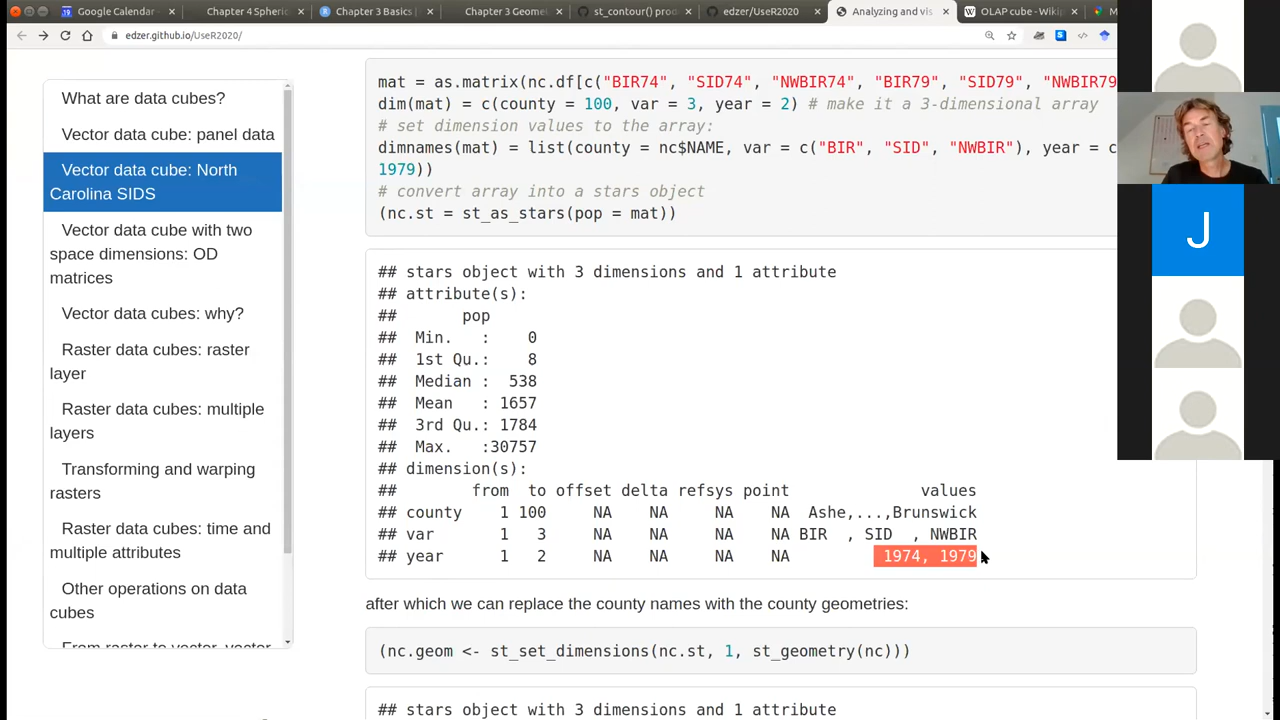 Google Calendar
Chapter 4 Spheric
Chapter 3 Basics |
Chapter 3 Geomet
st_contour() prod
edzer/UseR2020
Analyzing and vis
OLAP cube - Wikip
edzer.github.io/UseR2020/
What are data cubes?
Vector data cube: panel data
Vector data cube: North
Carolina SIDS
Vector data cube with two
space dimensions: OD
matrices
Vector data cubes: why?
Raster data cubes: raster
layer
Raster data cubes: multiple
layers
Transforming and warping
rasters
Raster data cubes: time and
multiple attributes
Other operations on data
cubes
From raster to vector, vector
mat = as.matrix(nc.df[c("BIR74", "SID74", "NWBIR74", "BIR79", "SID79", "NWBIR79
dim(mat) = c(county = 100, var = 3, year = 2) # make it a 3-dimensional array
# set dimension values to the array:
dimnames(mat) = list(county = nc$NAME, var = c("BIR", "SID", "NWBIR"), year = c
1979))
# convert array into a stars object
(nc.st = st_as_stars(pop = mat))
## stars object with 3 dimensions and 1 attribute
## attribute(s):
## pop
## Min. : 0
## 1st Qu.: 8
## Median : 538
## Mean : 1657
## 3rd Qu.: 1784
## Max. :30757
## dimension(s):
## from to offset delta refsys point values
## county 1 100 NA NA NA NA Ashe,...,Brunswick
## var 1 3 NA NA NA NA BIR , SID , NWBIR
## year 1 2 NA NA NA NA 1974, 1979
after which we can replace the county names with the county geometries:
(nc.geom <- st_set_dimensions(nc.st, 1, st_geometry(nc)))
## stars object with 3 dimensions and 1 attribute
J